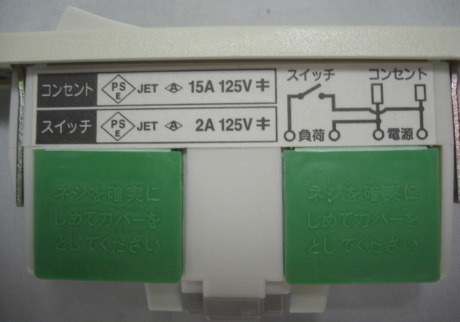 コンセント PSE JET 15A 125V
スイッチ PSE JET 2A 125V
スイッチ コンセント
負荷 電源
ネジを確実に
しめてカバーを
としてください
ネジを確実に
しめてカバーを
としてください